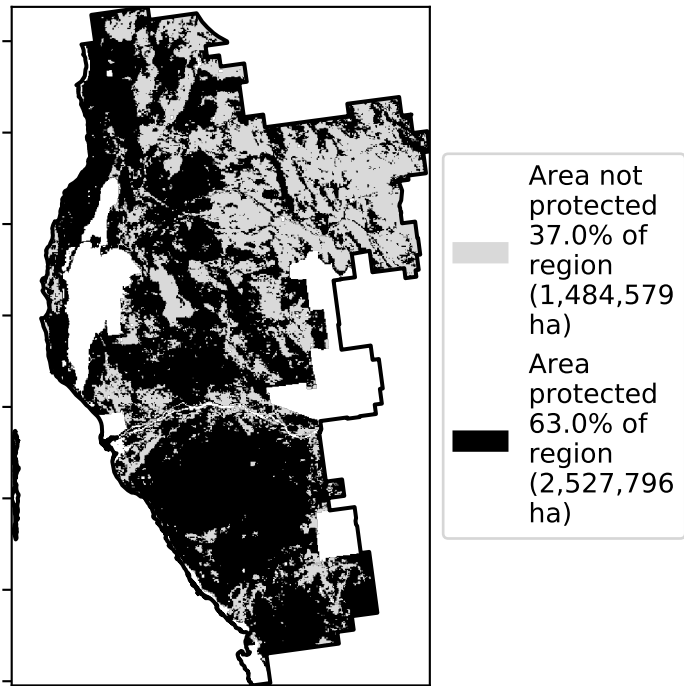 Area not
protected
37.0% of
region
(1,484,579
ha)
Area
protected
63.0% of
region
(2,527,796
ha)